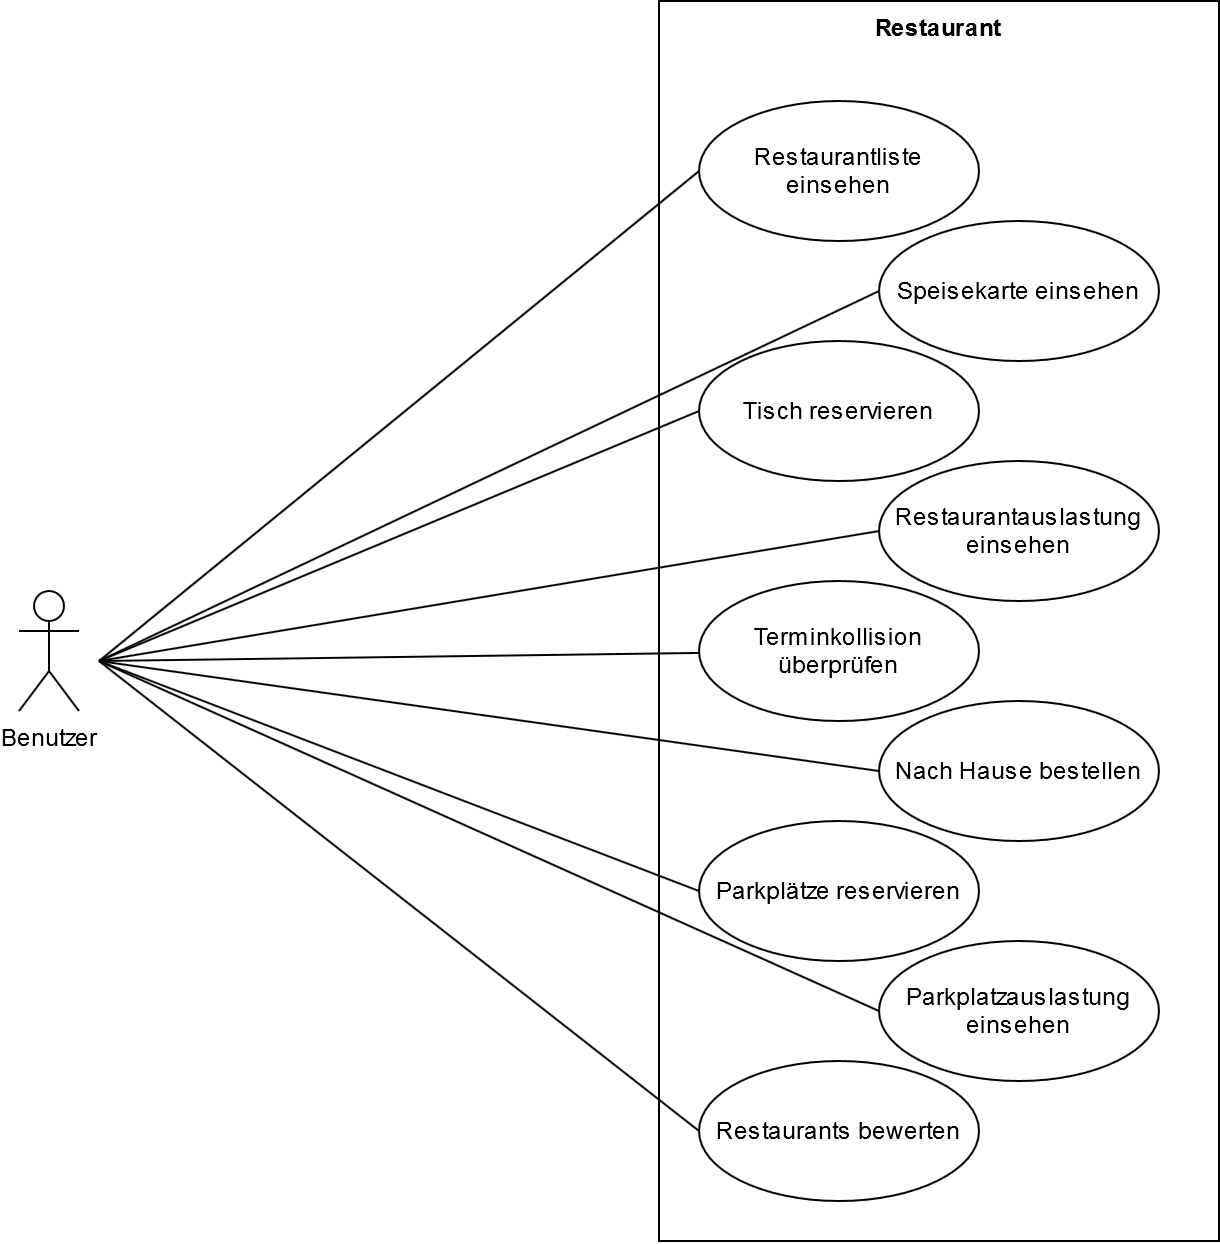 Restaurant
Restaurantliste
einsehen
Speisekarte einsehen
Tisch reservieren
Restaurantauslastung
einsehen
Terminkollision
überprüfen
Benutzer
Nach Hause bestellen
Parkplätze reservieren
Parkplatzauslastung
einsehen
Restaurants bewerten